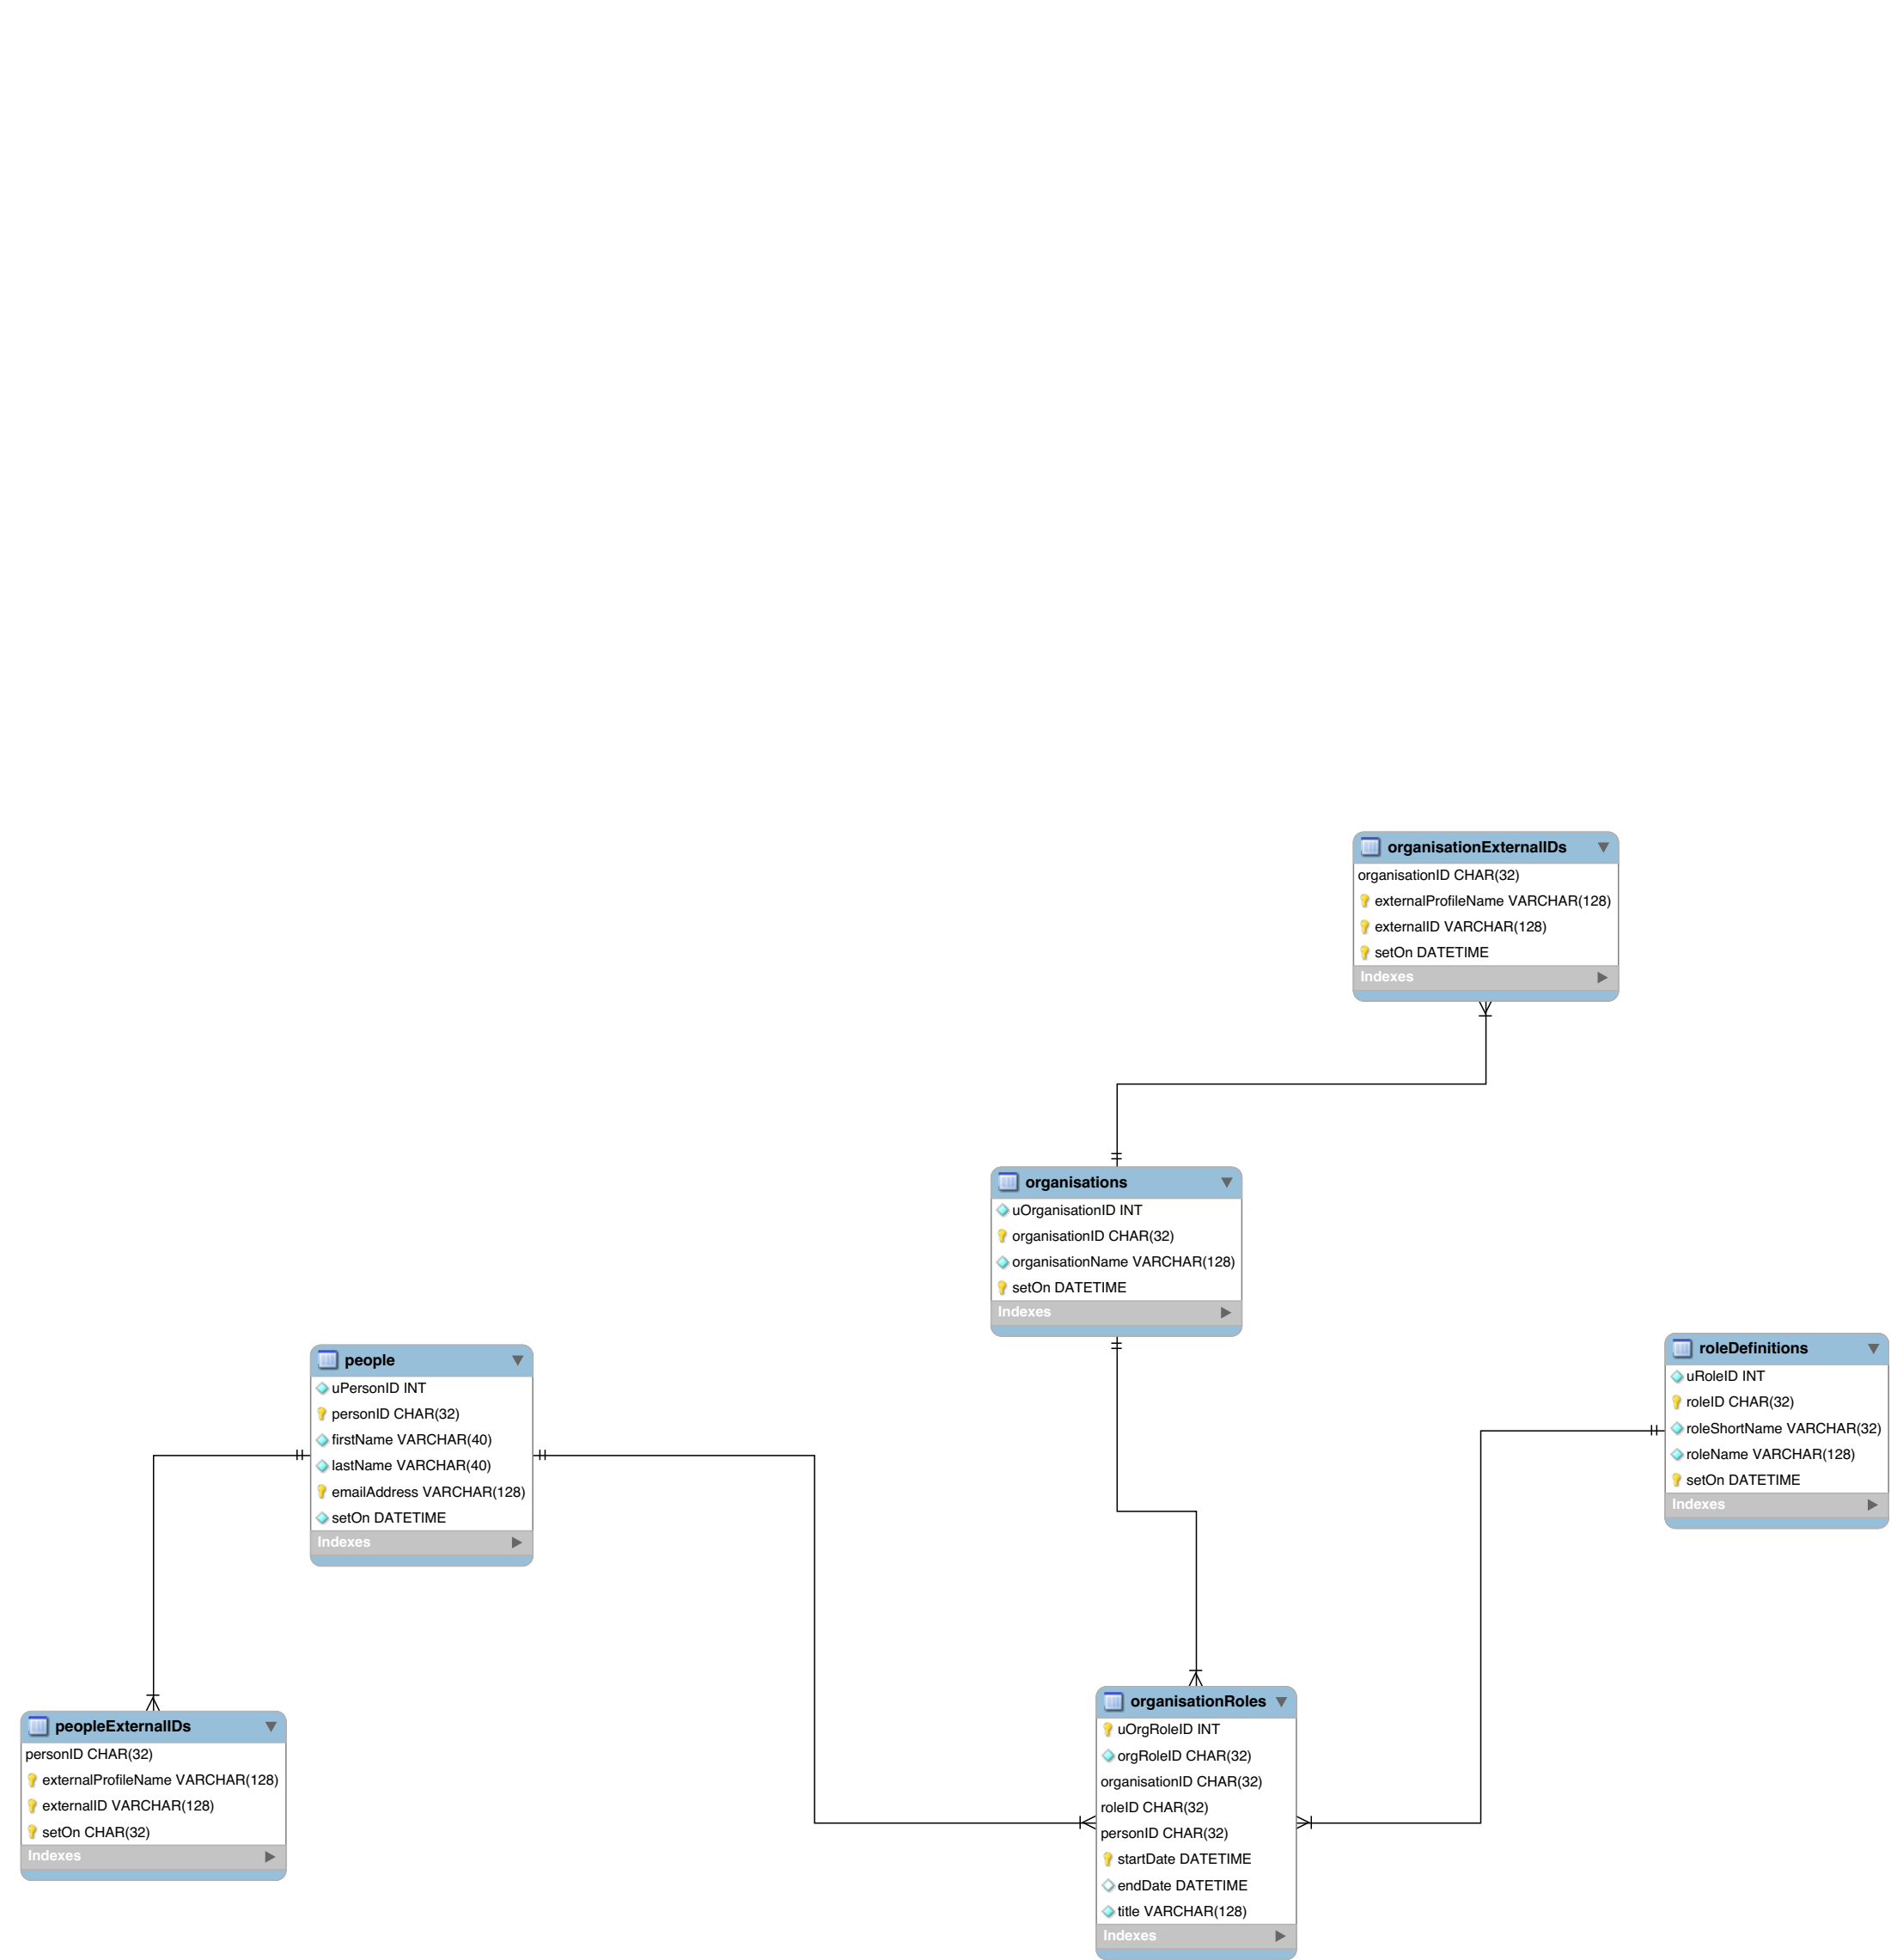 organisationExternalIDs
organisationID CHAR(32)
externalProfileName VARCHAR(128)
externalID VARCHAR(128)
setOn DATETIME
Indexes
organisations
uOrganisationID INT
organisationID CHAR(32)
organisationName VARCHAR(128)
setOn DATETIME
Indexes
people
uPersonID INT
personID CHAR(32)
firstName VARCHAR(40)
lastName VARCHAR(40)
emailAddress VARCHAR(128)
setOn DATETIME
Indexes
roleDefinitions
uRoleID INT
roleID CHAR(32)
roleShortName VARCHAR(32)
roleName VARCHAR(128)
setOn DATETIME
Indexes
peopleExternalIDs
personID CHAR(32)
externalProfileName VARCHAR(128)
externalID VARCHAR(128)
setOn CHAR(32)
Indexes
organisationRoles
uOrgRoleID INT
orgRoleID CHAR(32)
organisationID CHAR(32)
roleID CHAR(32)
personID CHAR(32)
startDate DATETIME
endDate DATETIME
title VARCHAR(128)
Indexes